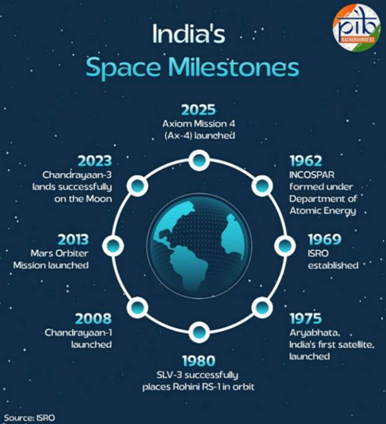 pib
BACKGROUNDERS
India's
Space Milestones
2025
Axiom Mission 4
(Ax-4) launched
1962
INCOSPAR
formed under
Department of
Atomic Energy
1969
ISRO
established
1975
Aryabhata,
India's first satellite,
launched
1980
SLV-3 successfully
places Rohini RS-1 in orbit
2008
Chandrayaan-1
launched
2013
Mars Orbiter
Mission launched
2023
Chandrayaan-3
lands successfully
on the Moon
Source: ISRO